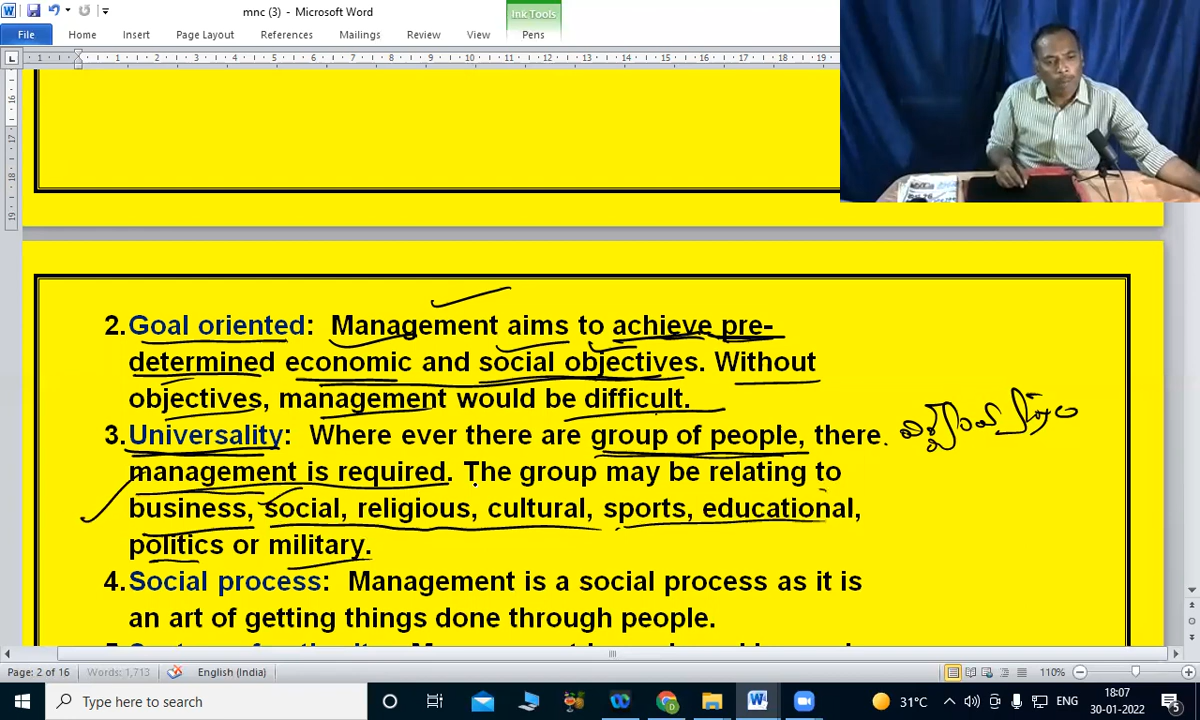 mnc (3) - Microsoft Word
Ink Tools
File Home Insert Page Layout References Mailings Review View Pens
2. Goal oriented: Management aims to achieve pre-
determined economic and social objectives. Without
objectives, management would be difficult.
3. Universality: Where ever there are group of people, there
management is required. The group may be relating to
business, social, religious, cultural, sports, educational,
politics or military.
4. Social process: Management is a social process as it is
an art of getting things done through people.
Page: 2 of 16 Words: 1,713 English (India) 110%
Type here to search
31°C ENG 18:07
30-01-2022
5